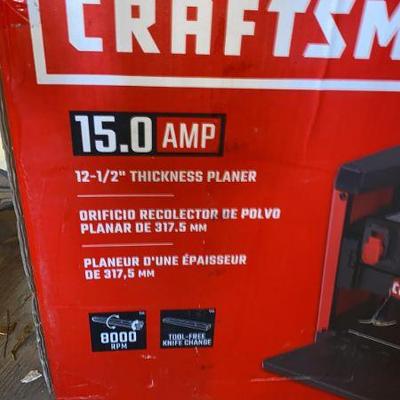 CRAFTSM
15.0 AMP
12-1/2" THICKNESS PLANER
ORIFICIO RECOLECTOR DE POLVO
PLANAR DE 317.5 MM
PLANEUR D'UNE ÉPAISSEUR
DE 317,5 MM
8000
RPM
TOOL-FREE
KNIFE CHANGE